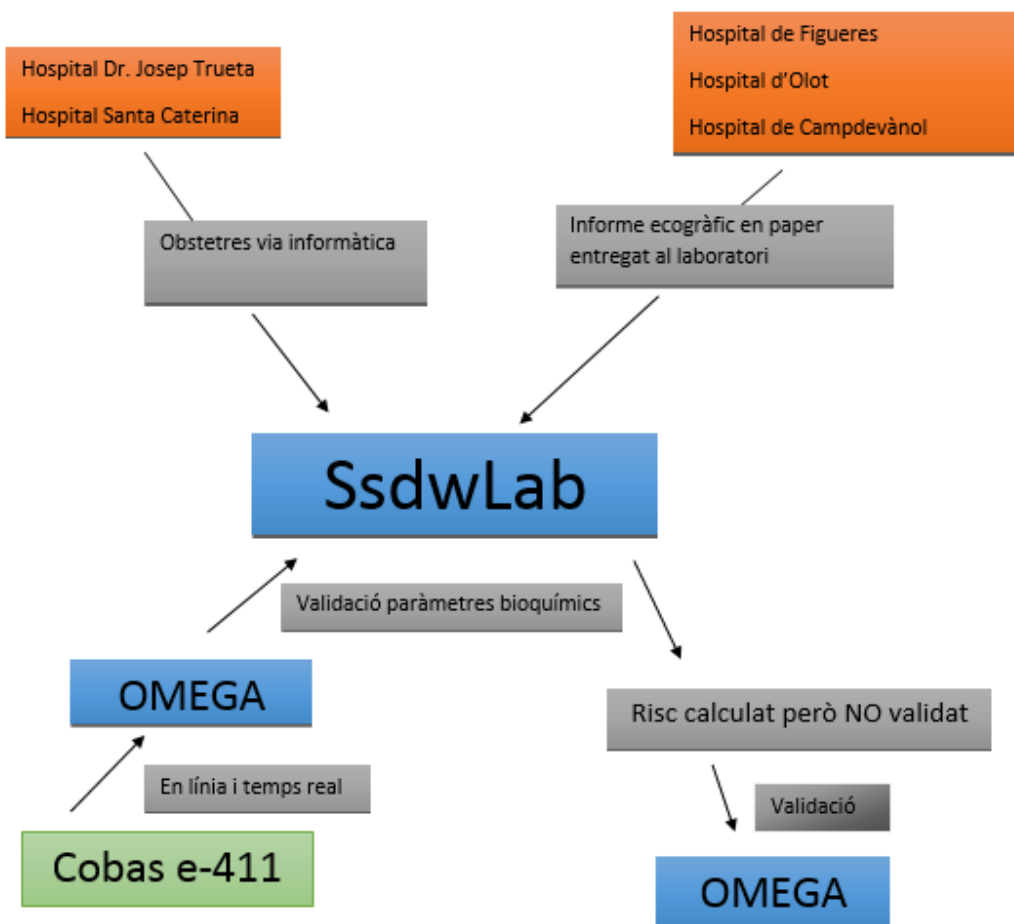 Hospital Dr. Josep Trueta
Hospital Santa Caterina
Hospital de Figueres
Hospital d’Olot
Hospital de Campdevànol
Obstetres via informàtica
Informe ecogràfic en paper
entregat al laboratori
SsdwLab
Validació paràmetres bioquímics
OMEGA
Risc calculat però NO validat
En línia i temps real
Validació
Cobas e-411
OMEGA